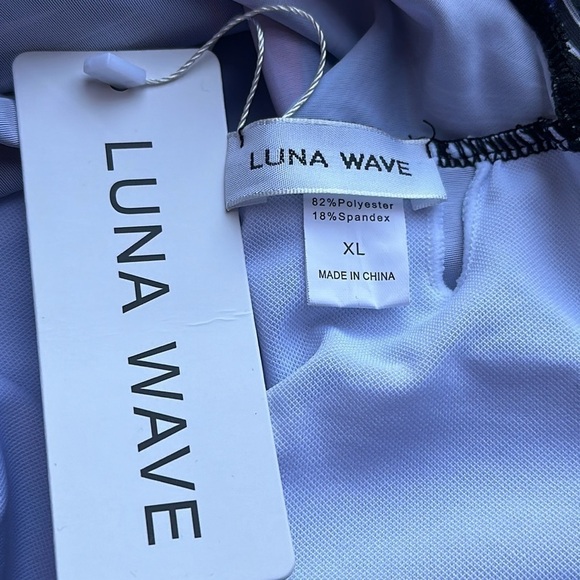 LUNA WAVE
LUNA WAVE
82%Polyester
18%Spandex
XL
MADE IN CHINA